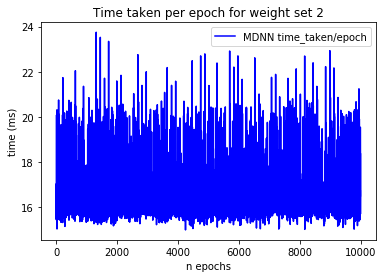 Time taken per epoch for weight set 2
MDNN time_taken/epoch
24
22
20
18
16
time (ms)
0
2000
4000
6000
8000
10000
n epochs